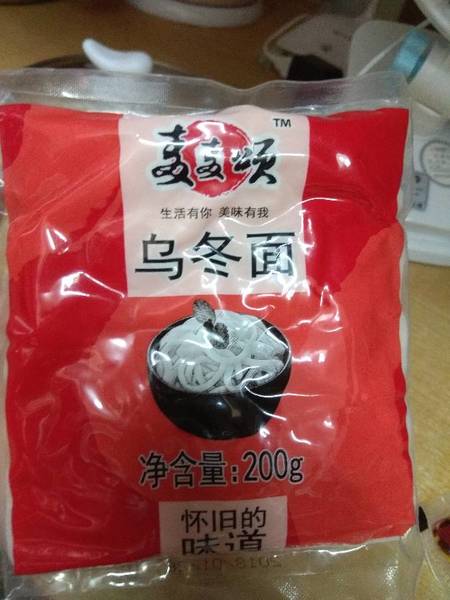 麦麦颂
TM
生活有你 美味有我
乌冬面
净含量:200g
怀旧的
味道